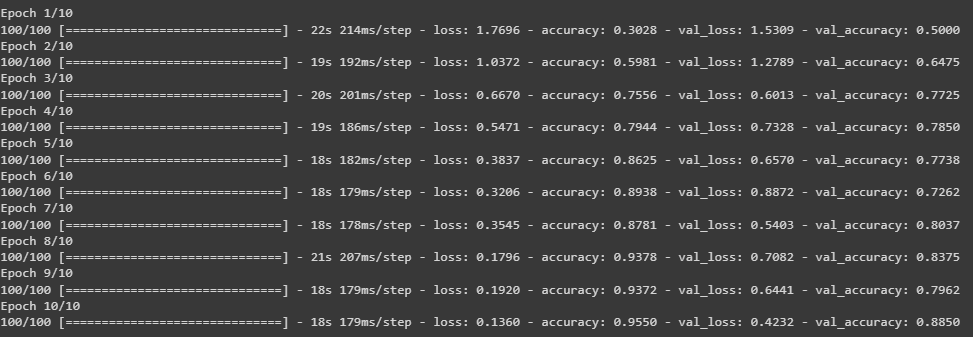 Epoch 1/10
100/100 [==============================] - 22s 214ms/step - loss: 1.7696 - accuracy: 0.3028 - val_loss: 1.5309 - val_accuracy: 0.5000
Epoch 2/10
100/100 [==============================] - 19s 192ms/step - loss: 1.0372 - accuracy: 0.5981 - val_loss: 1.2789 - val_accuracy: 0.6475
Epoch 3/10
100/100 [==============================] - 20s 201ms/step - loss: 0.6670 - accuracy: 0.7556 - val_loss: 0.6013 - val_accuracy: 0.7725
Epoch 4/10
100/100 [==============================] - 19s 186ms/step - loss: 0.5471 - accuracy: 0.7944 - val_loss: 0.7328 - val_accuracy: 0.7850
Epoch 5/10
100/100 [==============================] - 18s 182ms/step - loss: 0.3837 - accuracy: 0.8625 - val_loss: 0.6570 - val_accuracy: 0.7738
Epoch 6/10
100/100 [==============================] - 18s 179ms/step - loss: 0.3206 - accuracy: 0.8938 - val_loss: 0.8872 - val_accuracy: 0.7262
Epoch 7/10
100/100 [==============================] - 18s 178ms/step - loss: 0.3545 - accuracy: 0.8781 - val_loss: 0.5403 - val_accuracy: 0.8037
Epoch 8/10
100/100 [==============================] - 21s 207ms/step - loss: 0.1796 - accuracy: 0.9378 - val_loss: 0.7082 - val_accuracy: 0.8375
Epoch 9/10
100/100 [==============================] - 18s 179ms/step - loss: 0.1920 - accuracy: 0.9372 - val_loss: 0.6441 - val_accuracy: 0.7962
Epoch 10/10
100/100 [==============================] - 18s 179ms/step - loss: 0.1360 - accuracy: 0.9550 - val_loss: 0.4232 - val_accuracy: 0.8850